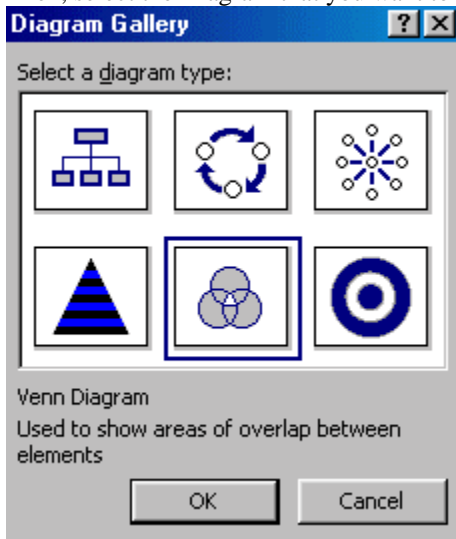 Diagram Gallery ? X
Select a diagram type:
Venn Diagram
Used to show areas of overlap between
elements
OK Cancel